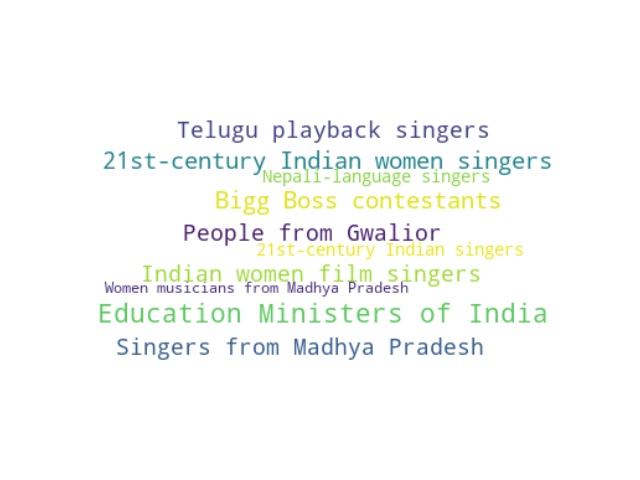 Telugu playback singers
21st-century Indian women singers
Nepali-language singers
Bigg Boss contestants
People from Gwalior
21st-century Indian singers
Indian women film singers
Women musicians from Madhya Pradesh
Education Ministers of India
Singers from Madhya Pradesh